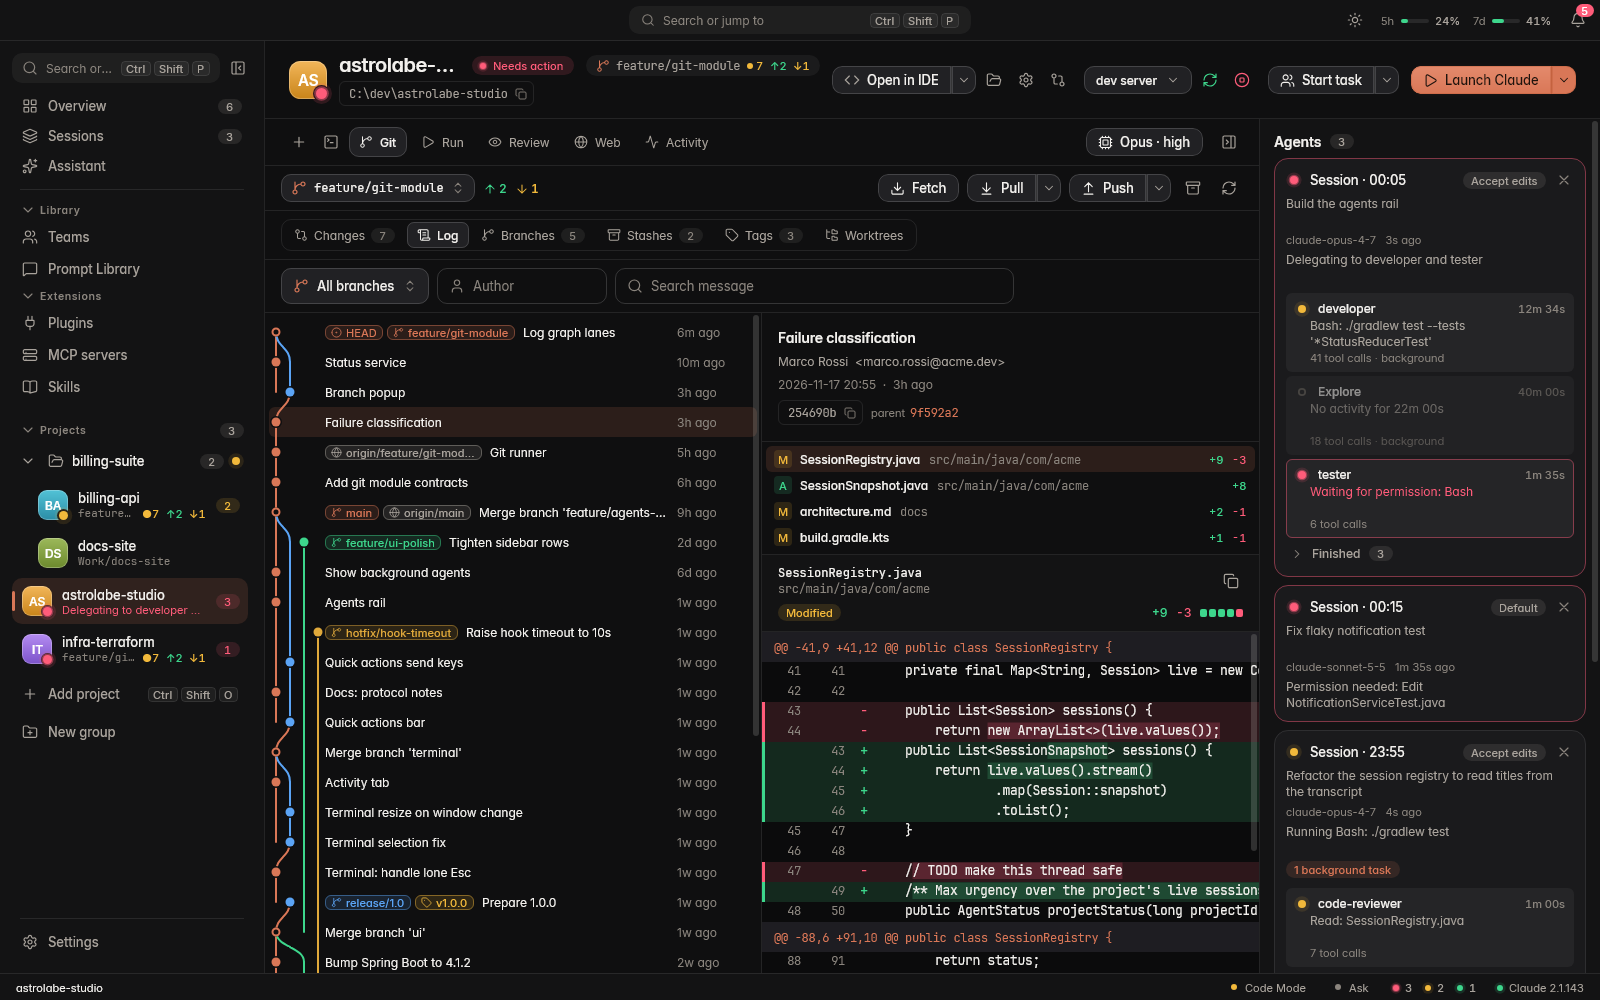 Search or jump to
Ctrl Shift P
5h 24% 7d 41% 5
Search or... Ctrl Shift P
Overview 6
Sessions 3
Assistant
Library
Teams
Prompt Library
Extensions
Plugins
MCP servers
Skills
Projects 3
billing-suite 2
BA billing-api
feature... 7 ↑2 ↓1 2
DS docs-site
Work/docs-site
AS astrolabe-studio
Delegating to developer ... 3
IT infra-terraform
feature/gi... 7 ↑2 ↓1 1
Add project Ctrl Shift O
New group
Settings
AS astrolabe-... Needs action feature/git-module 7 ↑2 ↓1
C:\dev\astrolabe-studio
Open in IDE
dev server
Start task
Launch Claude
Git Run Review Web Activity
Opus · high
feature/git-module ↑2 ↓1
Fetch Pull Push
Changes 7 Log Branches 5 Stashes 2 Tags 3 Worktrees
All branches Author Search message
HEAD feature/git-module Log graph lanes 6m ago
Status service 10m ago
Branch popup 3h ago
Failure classification 3h ago
origin/feature/git-mod... Git runner 5h ago
Add git module contracts 6h ago
main origin/main Merge branch 'feature/agents-... 9h ago
feature/ui-polish Tighten sidebar rows 2d ago
Show background agents 6d ago
Agents rail 1w ago
hotfix/hook-timeout Raise hook timeout to 10s 1w ago
Quick actions send keys 1w ago
Docs: protocol notes 1w ago
Quick actions bar 1w ago
Merge branch 'terminal' 1w ago
Activity tab 1w ago
Terminal resize on window change 1w ago
Terminal selection fix 1w ago
Terminal: handle lone Esc 1w ago
release/1.0 v1.0.0 Prepare 1.0.0 1w ago
Merge branch 'ui' 1w ago
Bump Spring Boot to 4.1.2 2w ago
Failure classification
Marco Rossi <marco.rossi@acme.dev>
2026-11-17 20:55 · 3h ago
254690b parent 9f592a2
M SessionRegistry.java src/main/java/com/acme +9 -3
A SessionSnapshot.java src/main/java/com/acme +8
M architecture.md docs +2 -1
M build.gradle.kts +1 -1
SessionRegistry.java
src/main/java/com/acme
Modified +9 -3
@@ -41,9 +41,12 @@ public class SessionRegistry {
41 41 private final Map<String, Session> live = new Co
42 42
43 - public List<Session> sessions() {
44 - return new ArrayList<>(live.values());
43 + public List<SessionSnapshot> sessions() {
44 + return live.values().stream()
45 + .map(Session::snapshot)
46 + .toList();
45 47 }
46 48
47 - // TODO make this thread safe
49 + /** Max urgency over the project's live sessions
48 50 public AgentStatus projectStatus(long projectId
@@ -88,6 +91,10 @@ public class SessionRegistry {
88 91 return status;
Agents 3
Session · 00:05 Accept edits
Build the agents rail
claude-opus-4-7 3s ago
Delegating to developer and tester
developer 12m 34s
Bash: ./gradlew test --tests
'*StatusReducerTest'
41 tool calls · background
Explore 40m 00s
No activity for 22m 00s
18 tool calls · background
tester 1m 35s
Waiting for permission: Bash
6 tool calls
Finished 3
Session · 00:15 Default
Fix flaky notification test
claude-sonnet-5-5 1m 35s ago
Permission needed: Edit
NotificationServiceTest.java
Session · 23:55 Accept edits
Refactor the session registry to read titles from
the transcript
claude-opus-4-7 4s ago
Running Bash: ./gradlew test
1 background task
code-reviewer 1m 00s
Read: SessionRegistry.java
7 tool calls
astrolabe-studio
Code Mode Ask 3 2 1 Claude 2.1.143